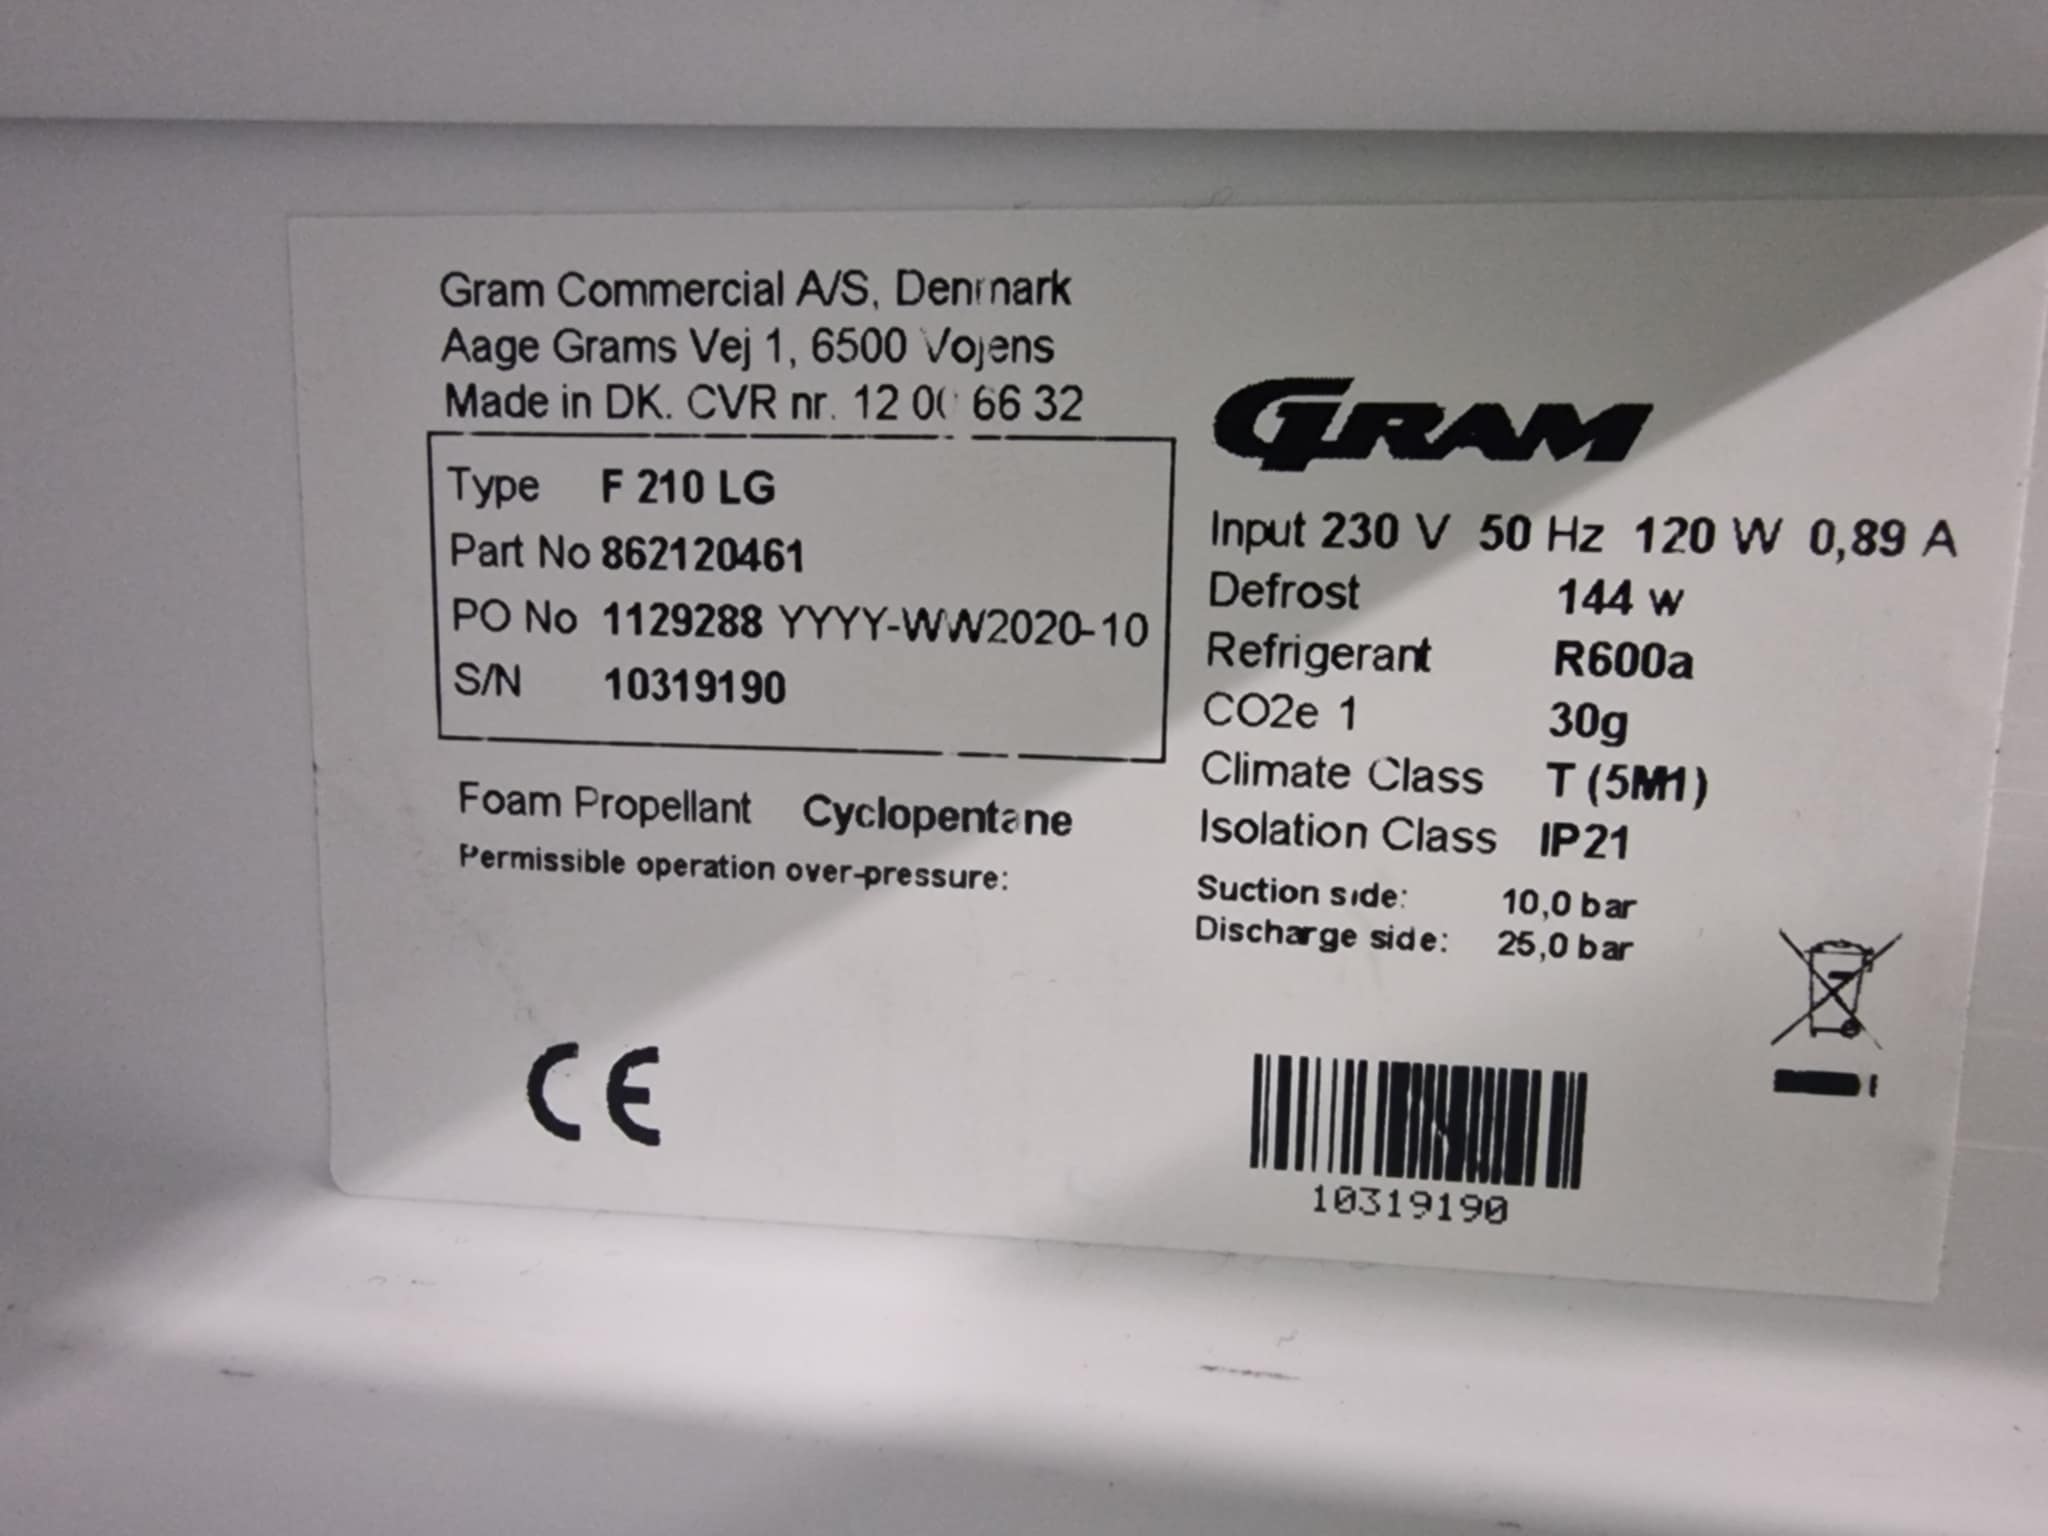 Gram Commercial A/S, Denmark
Aage Grams Vej 1, 6500 Vojens
Made in DK. CVR nr. 12 00 66 32
Type F 210 LG
Part No 862120461
PO No 1129288 YYYY-WW2020-10
S/N 10319190
Foam Propellant Cyclopentane
Permissible operation over-pressure:
GRAM
Input 230 V 50 Hz 120 W 0,89 A
Defrost 144 W
Refrigerant R600a
CO2e 1 30g
Climate Class T (5M1)
Isolation Class IP21
Suction side: 10,0 bar
Discharge side: 25,0 bar
CE
10319190